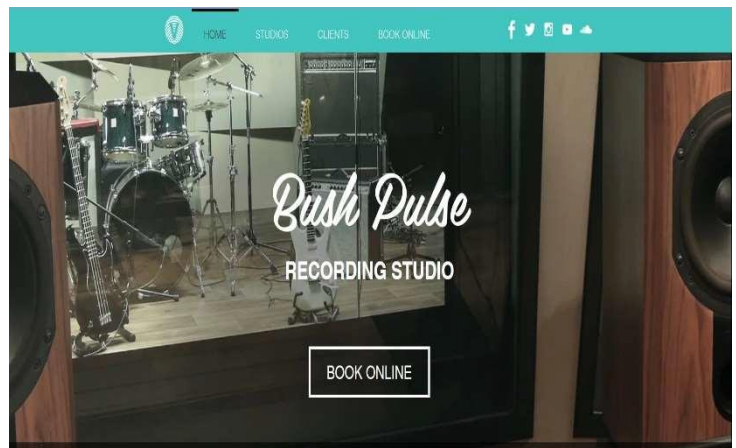 HOME STUDIOS CLIENTS BOOK ONLINE
Bush Pulse
RECORDING STUDIO
BOOK ONLINE